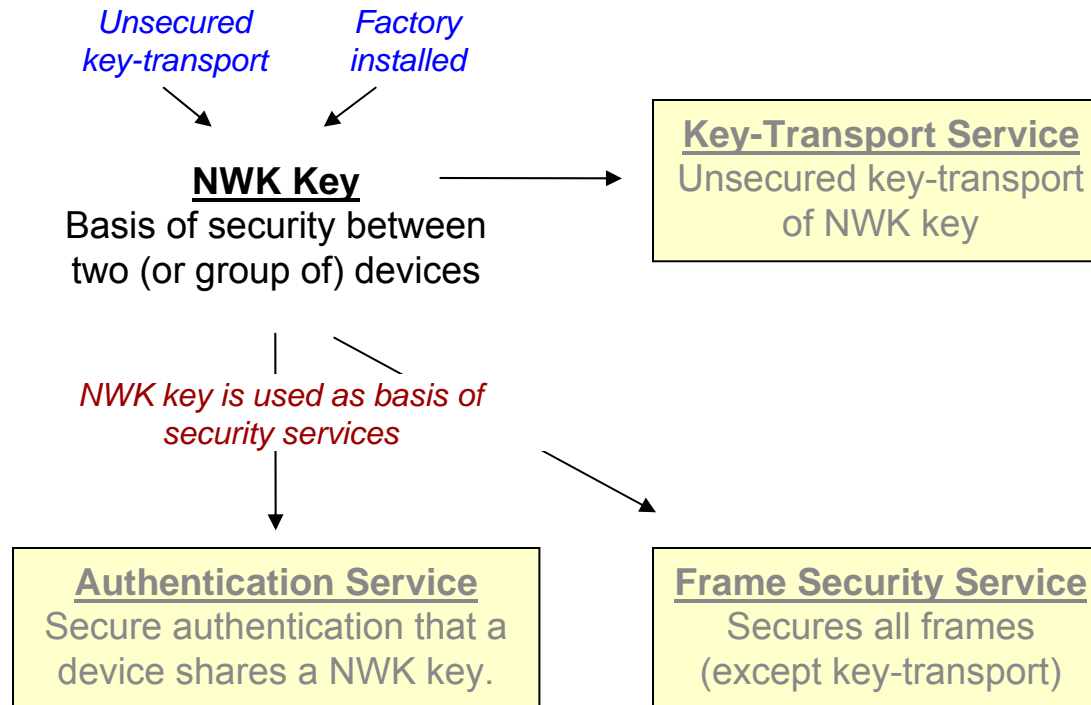 Unsecured
key-transport
Factory
installed
NWK Key
Basis of security between
two (or group of) devices
Key-Transport Service
Unsecured key-transport
of NWK key
NWK key is used as basis of
security services
Authentication Service
Secure authentication that a
device shares a NWK key.
Frame Security Service
Secures all frames
(except key-transport)